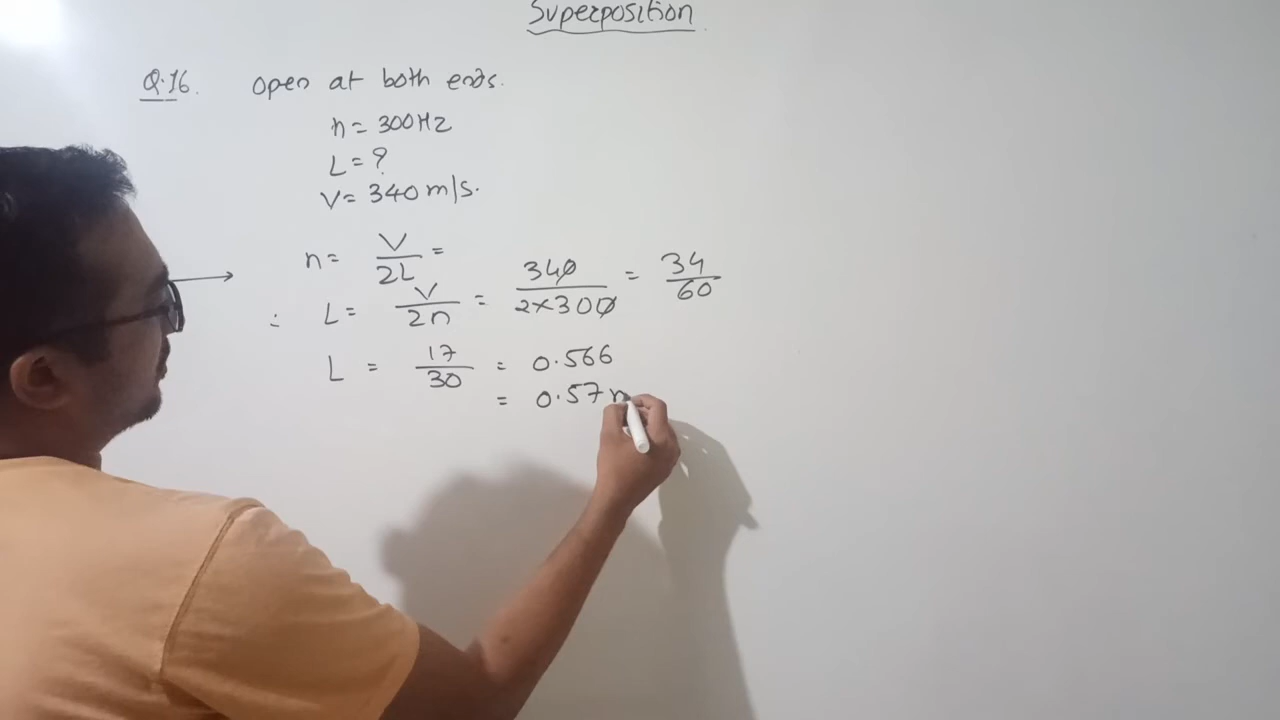 Superposition
Q.16. open at both ends.
n = 300Hz
L = ?
V = 340 m/s.
n = V/2L =
∴ L = V/2n = 340/2×300 = 34/60
L = 17/30 = 0.566
= 0.57m